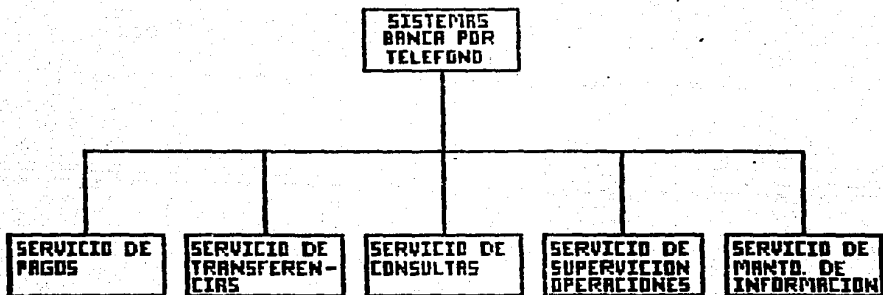 SISTEMAS
BANCA POR
TELEFONO
SERVICIO DE
PAGOS
SERVICIO DE
TRANSFEREN-
CIAS
SERVICIO DE
CONSULTAS
SERVICIO DE
SUPERVICION
OPERACIONES
SERVICIO DE
MANTO. DE
INFORMACION